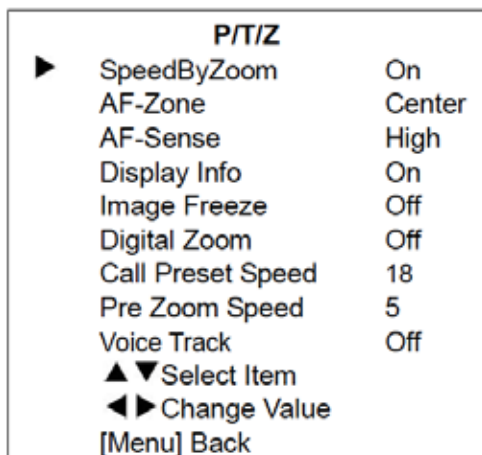 P/T/Z
▶ SpeedByZoom On
AF-Zone Center
AF-Sense High
Display Info On
Image Freeze Off
Digital Zoom Off
Call Preset Speed 18
Pre Zoom Speed 5
Voice Track Off
▲▼Select Item
◀▶Change Value
[Menu] Back